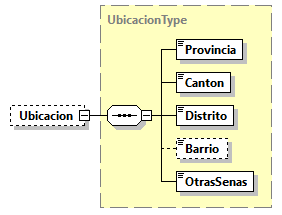 UbicacionType
Provincia
Canton
Ubicacion
Distrito
Barrio
OtrasSenas